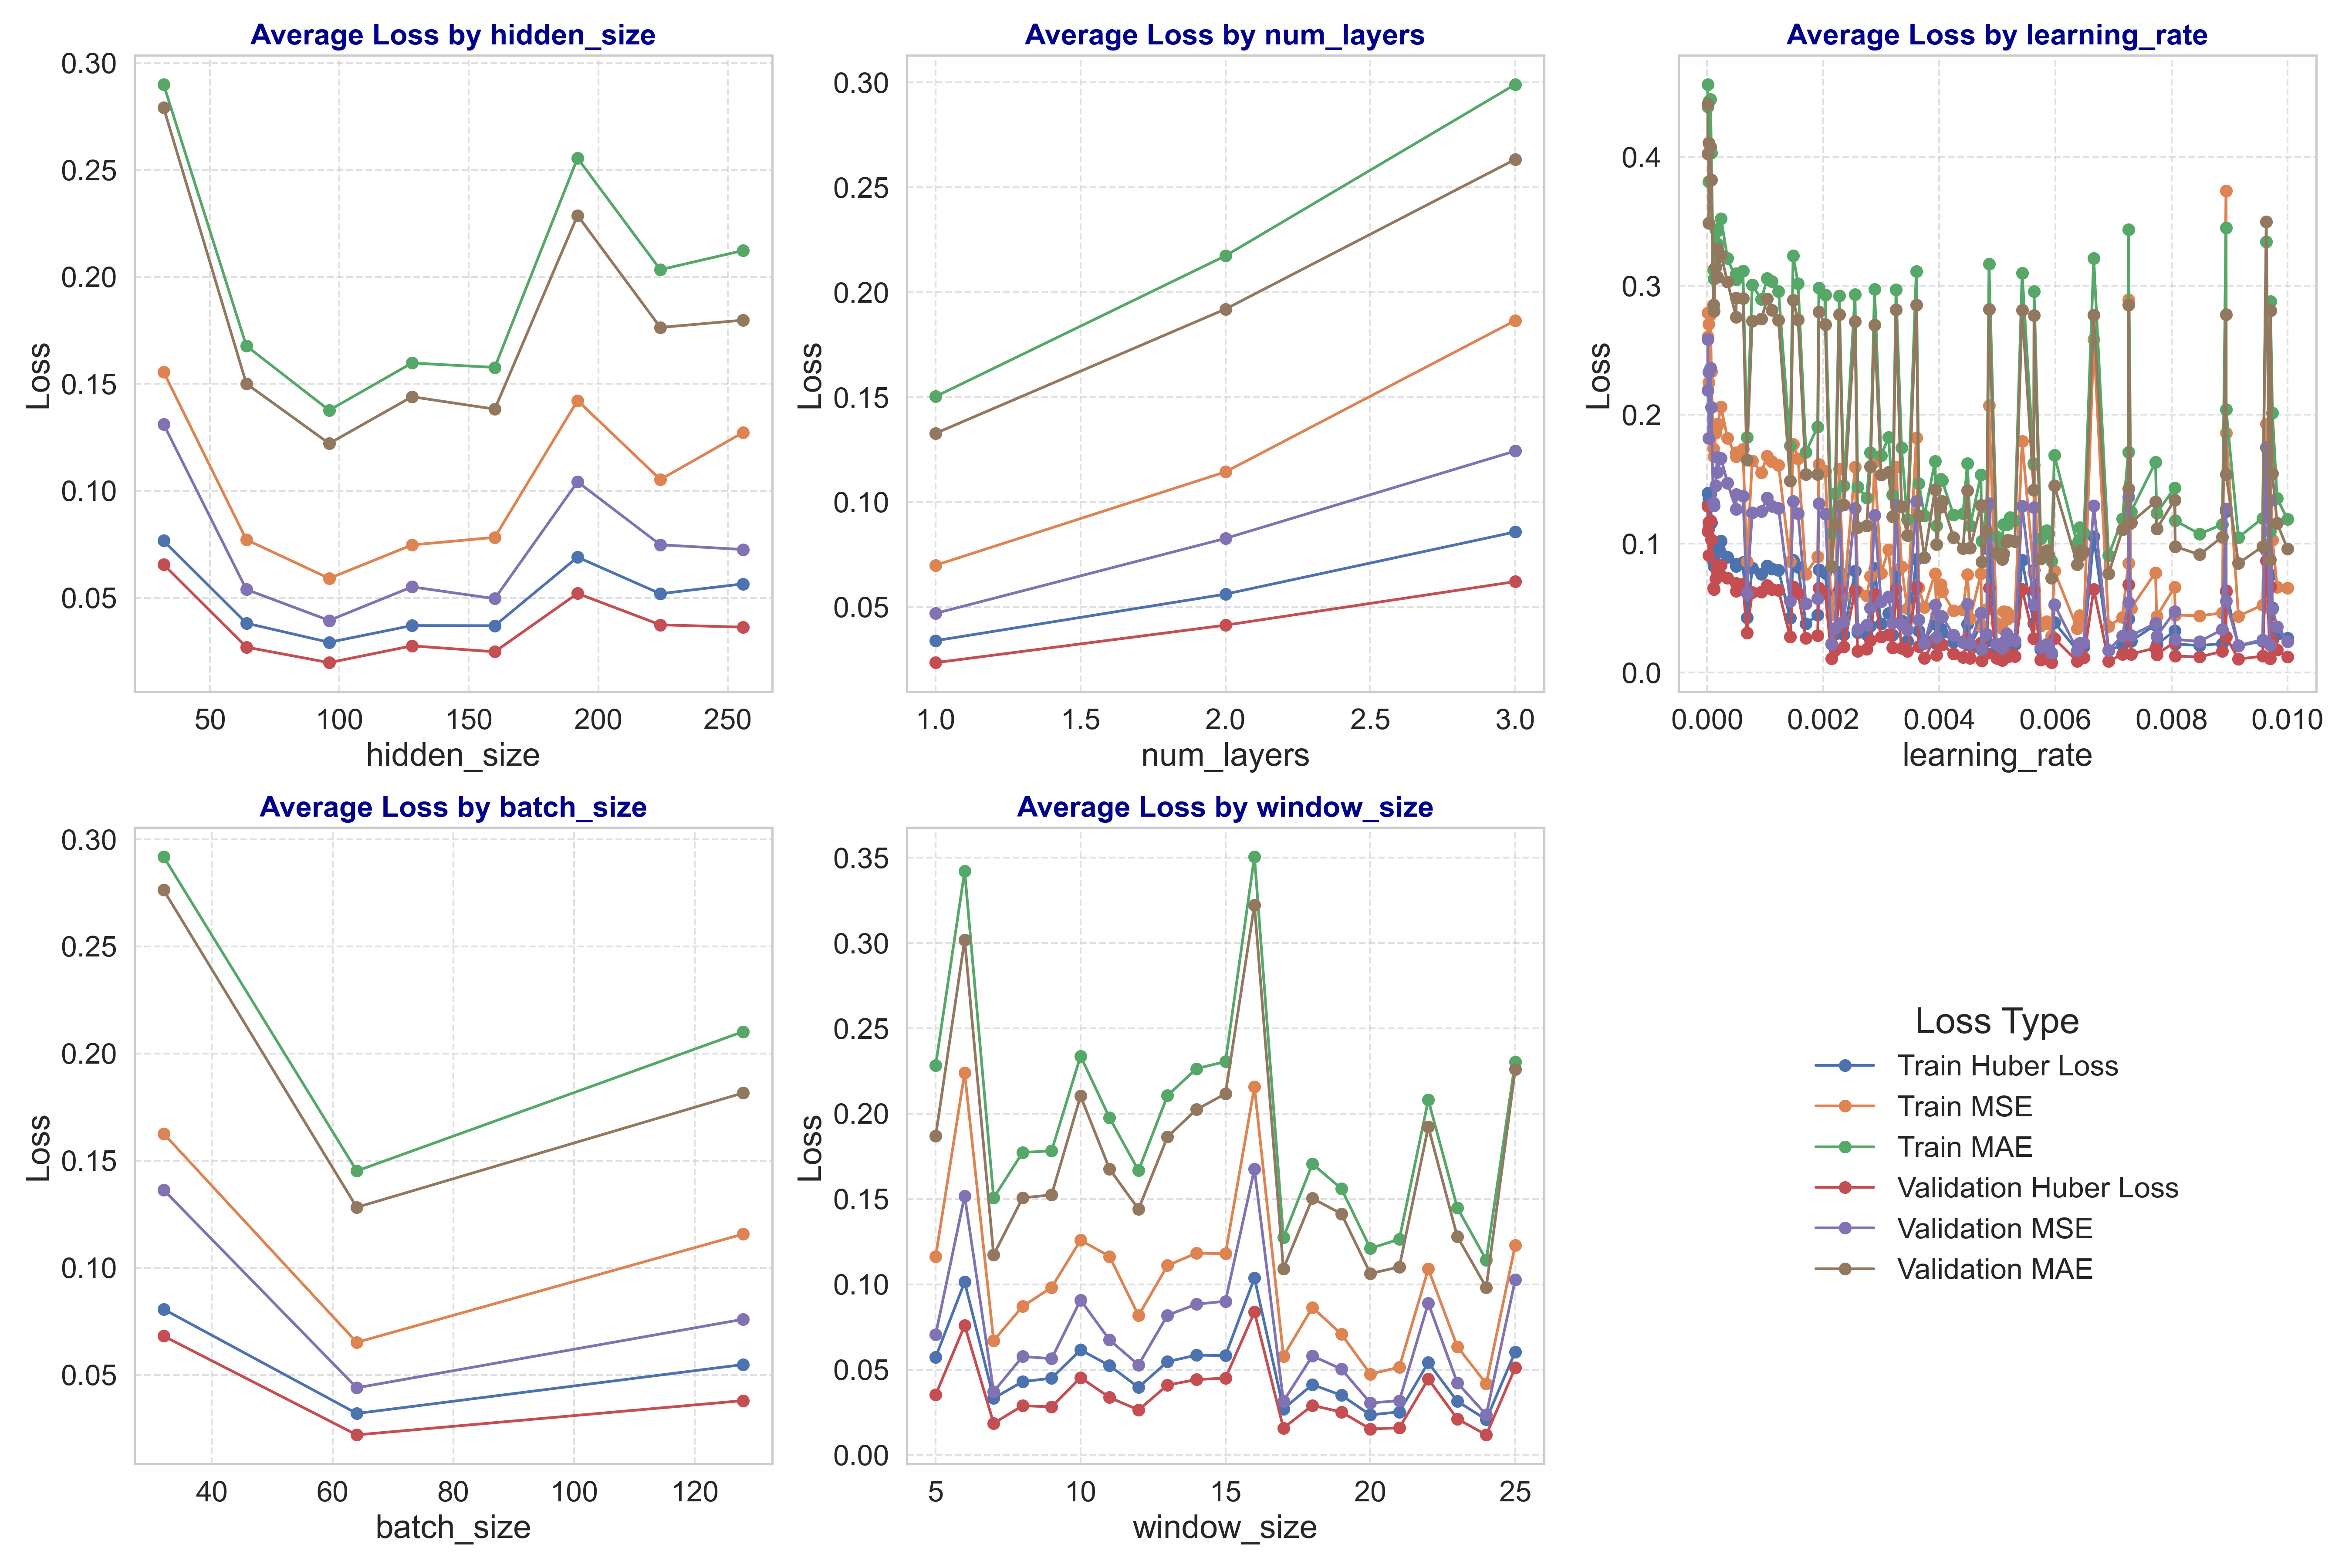 Average Loss by hidden_size
0.30
0.25
0.20
0.15
0.10
0.05
Loss
50 100 150 200 250
hidden_size
Average Loss by num_layers
0.30
0.25
0.20
0.15
0.10
0.05
Loss
1.0 1.5 2.0 2.5 3.0
num_layers
Average Loss by learning_rate
0.4
0.3
0.2
0.1
0.0
Loss
0.000 0.002 0.004 0.006 0.008 0.010
learning_rate
Average Loss by batch_size
0.30
0.25
0.20
0.15
0.10
0.05
Loss
40 60 80 100 120
batch_size
Average Loss by window_size
0.35
0.30
0.25
0.20
0.15
0.10
0.05
0.00
Loss
5 10 15 20 25
window_size
Loss Type
Train Huber Loss
Train MSE
Train MAE
Validation Huber Loss
Validation MSE
Validation MAE